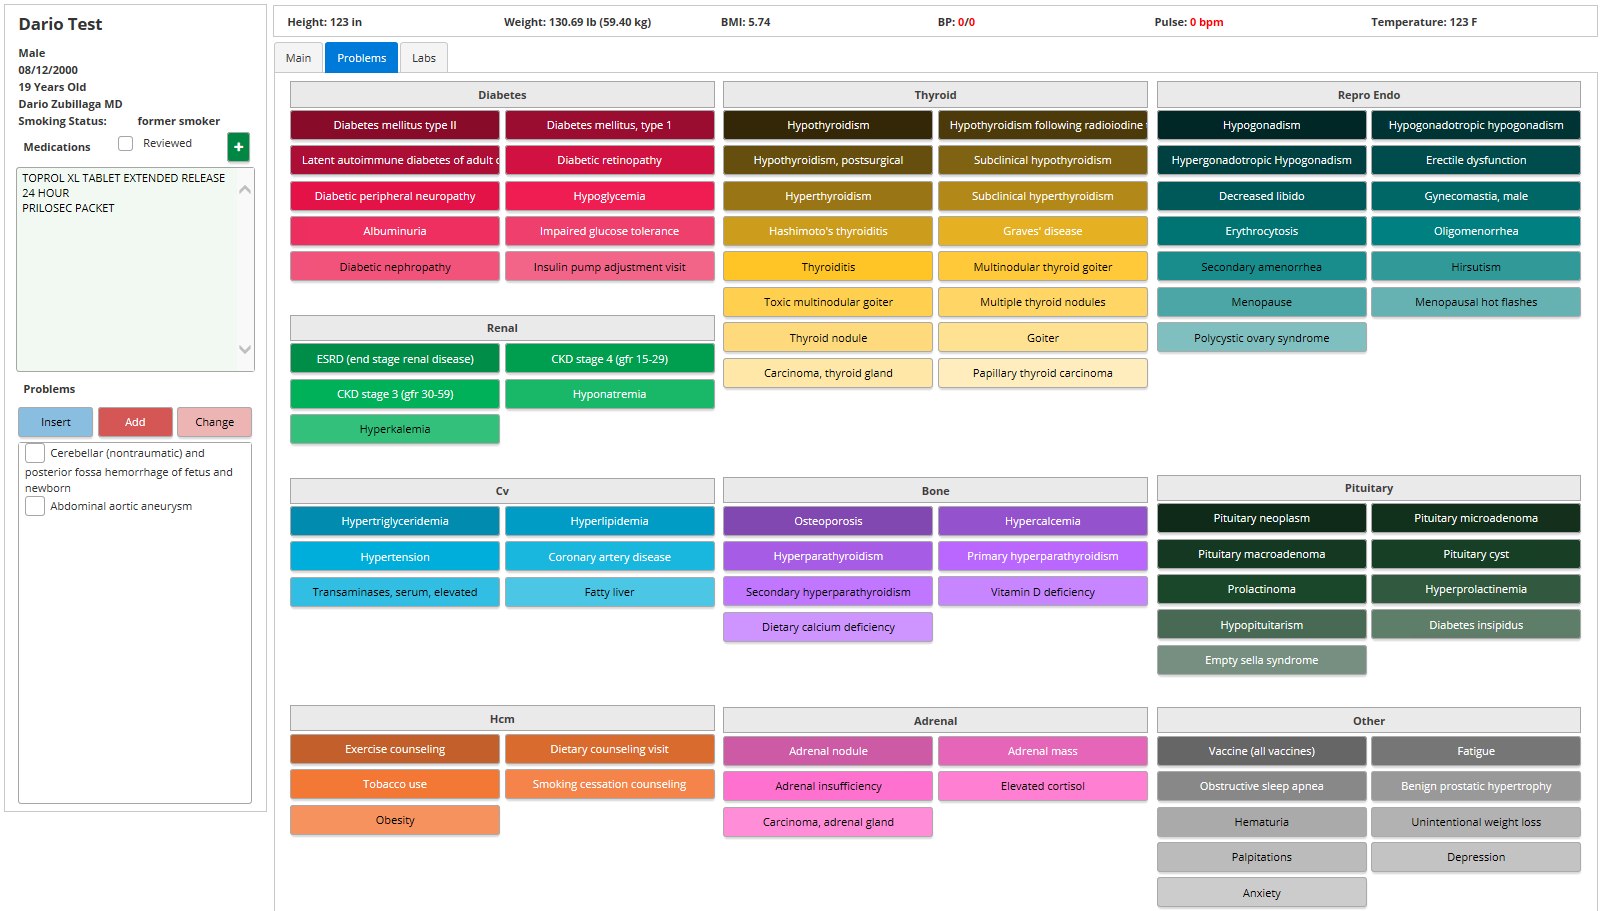 Dario Test
Male
08/12/2000
19 Years Old
Dario Zubillaga MD
Smoking Status: former smoker
Medications Reviewed +
TOPROL XL TABLET EXTENDED RELEASE
24 HOUR
PRILOSEC PACKET
Problems
Insert Add Change
Cerebellar (nontraumatic) and
posterior fossa hemorrhage of fetus and
newborn
Abdominal aortic aneurysm
Height: 123 in Weight: 130.69 lb (59.40 kg) BMI: 5.74 BP: 0/0 Pulse: 0 bpm Temperature: 123 F
Main Problems Labs
Diabetes
Diabetes mellitus type II Diabetes mellitus, type 1
Latent autoimmune diabetes of adult Diabetic retinopathy
Diabetic peripheral neuropathy Hypoglycemia
Albuminuria Impaired glucose tolerance
Diabetic nephropathy Insulin pump adjustment visit
Renal
ESRD (end stage renal disease) CKD stage 4 (gfr 15-29)
CKD stage 3 (gfr 30-59) Hyponatremia
Hyperkalemia
Thyroid
Hypothyroidism Hypothyroidism following radioiodine
Hypothyroidism, postsurgical Subclinical hypothyroidism
Hyperthyroidism Subclinical hyperthyroidism
Hashimoto's thyroiditis Graves' disease
Thyroiditis Multinodular thyroid goiter
Toxic multinodular goiter Multiple thyroid nodules
Thyroid nodule Goiter
Carcinoma, thyroid gland Papillary thyroid carcinoma
Repro Endo
Hypogonadism Hypogonadotropic hypogonadism
Hypergonadotropic Hypogonadism Erectile dysfunction
Decreased libido Gynecomastia, male
Erythrocytosis Oligomenorrhea
Secondary amenorrhea Hirsutism
Menopause Menopausal hot flashes
Polycystic ovary syndrome
Cv
Hypertriglyceridemia Hyperlipidemia
Hypertension Coronary artery disease
Transaminases, serum, elevated Fatty liver
Bone
Osteoporosis Hypercalcemia
Hyperparathyroidism Primary hyperparathyroidism
Secondary hyperparathyroidism Vitamin D deficiency
Dietary calcium deficiency
Pituitary
Pituitary neoplasm Pituitary microadenoma
Pituitary macroadenoma Pituitary cyst
Prolactinoma Hyperprolactinemia
Hypopituitarism Diabetes insipidus
Empty sella syndrome
Hcm
Exercise counseling Dietary counseling visit
Tobacco use Smoking cessation counseling
Obesity
Adrenal
Adrenal nodule Adrenal mass
Adrenal insufficiency Elevated cortisol
Carcinoma, adrenal gland
Other
Vaccine (all vaccines) Fatigue
Obstructive sleep apnea Benign prostatic hypertrophy
Hematuria Unintentional weight loss
Palpitations Depression
Anxiety